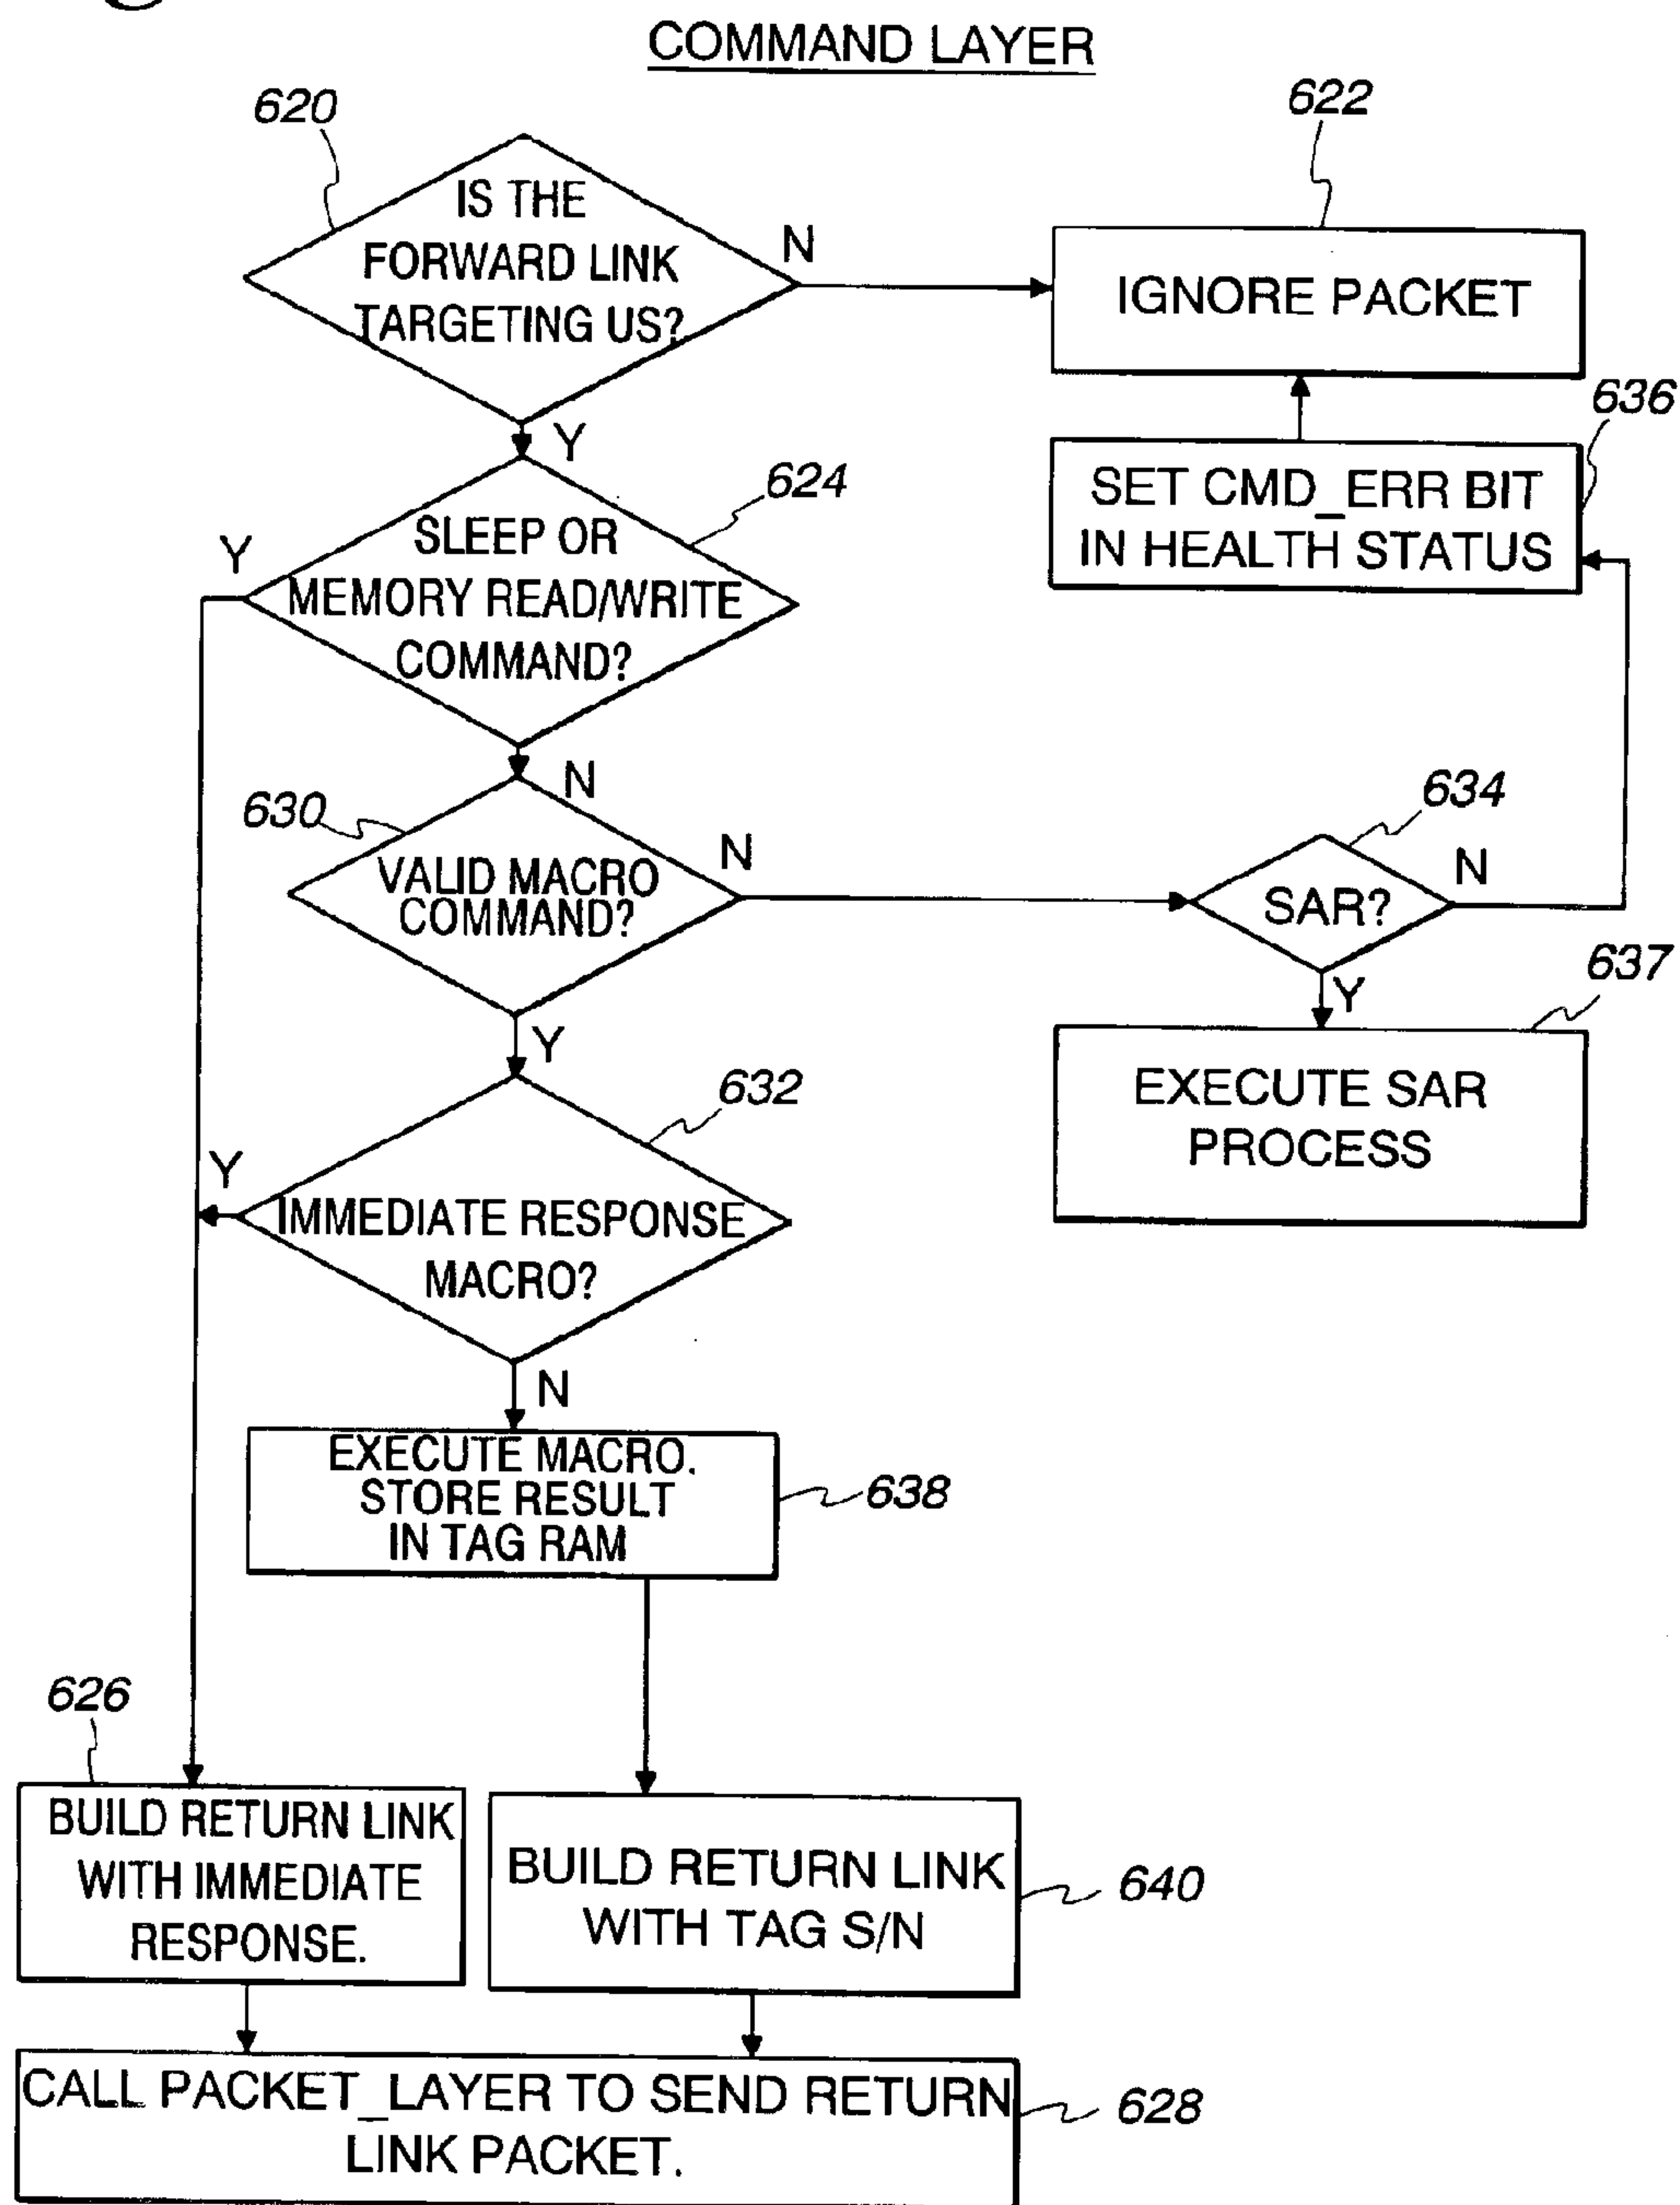 COMMAND LAYER
620
622
IS THE
FORWARD LINK
TARGETING US?
N
IGNORE PACKET
Y
636
SET CMD_ERR BIT
IN HEALTH STATUS
624
Y
SLEEP OR
MEMORY READ/WRITE
COMMAND?
N
630
VALID MACRO
COMMAND?
N
634
SAR?
N
Y
637
EXECUTE SAR
PROCESS
Y
632
Y
IMMEDIATE RESPONSE
MACRO?
N
EXECUTE MACRO.
STORE RESULT
IN TAG RAM
638
626
BUILD RETURN LINK
WITH IMMEDIATE
RESPONSE.
BUILD RETURN LINK
WITH TAG S/N
640
CALL PACKET_LAYER TO SEND RETURN
LINK PACKET.
628